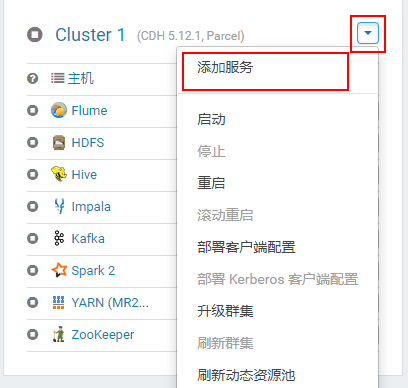 Cluster 1 (CDH 5.12.1, Parcel)
添加服务
主机
Flume
启动
HDFS
停止
Hive
重启
Impala
滚动重启
Kafka
部署客户端配置
Spark 2
部署 Kerberos 客户端配置
YARN (MR2...
升级群集
ZooKeeper
刷新群集
刷新动态资源池